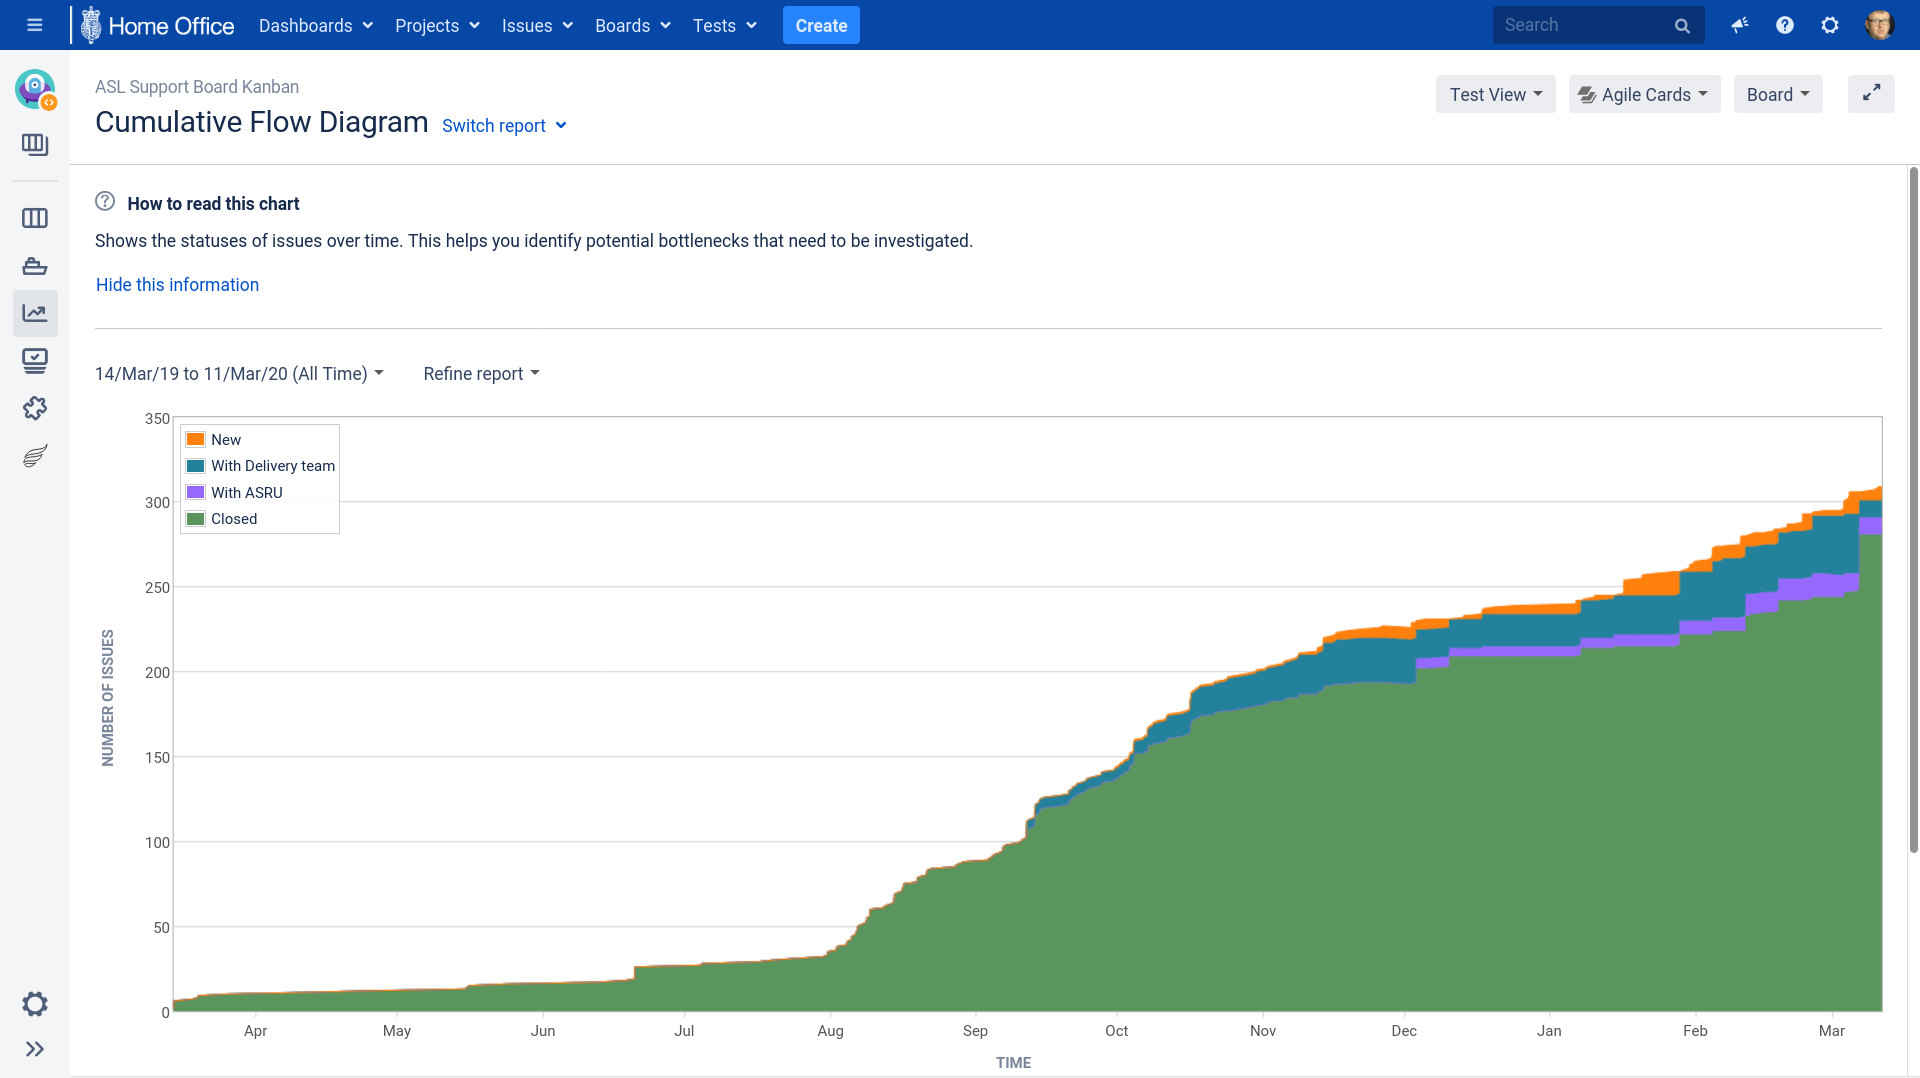 Home Office Dashboards Projects Issues Boards Tests Create Search
ASL Support Board Kanban
Cumulative Flow Diagram Switch report
Test View Agile Cards Board
How to read this chart
Shows the statuses of issues over time. This helps you identify potential bottlenecks that need to be investigated.
Hide this information
14/Mar/19 to 11/Mar/20 (All Time) Refine report
New
With Delivery team
With ASRU
Closed
350
300
250
200
150
100
50
0
NUMBER OF ISSUES
Apr May Jun Jul Aug Sep Oct Nov Dec Jan Feb Mar
TIME